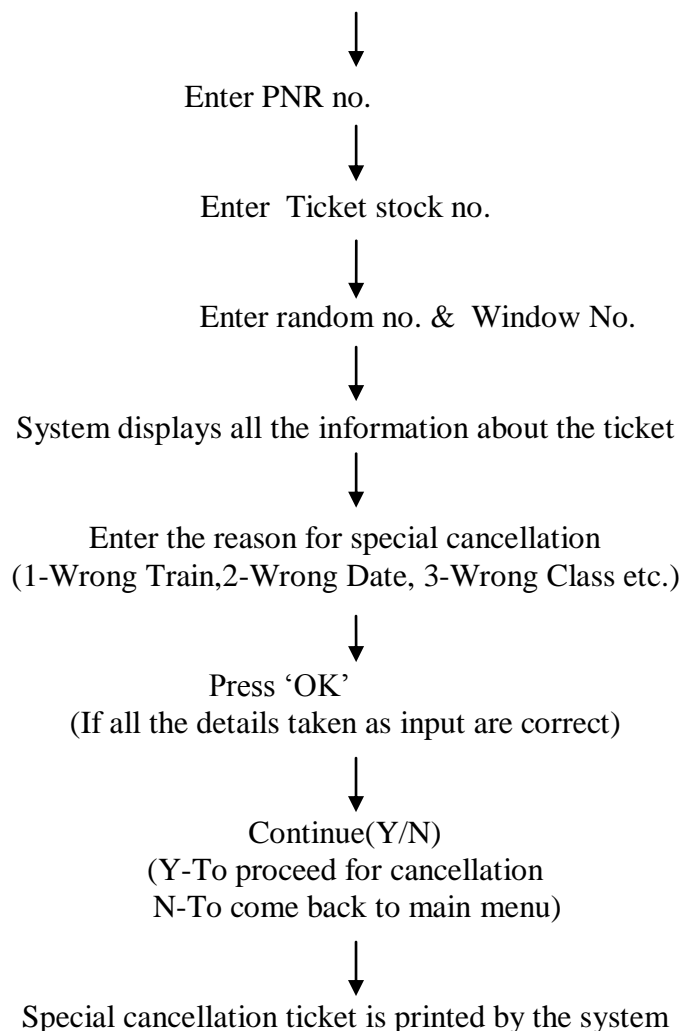 Enter PNR no.
Enter Ticket stock no.
Enter random no. & Window No.
System displays all the information about the ticket
Enter the reason for special cancellation
(1-Wrong Train,2-Wrong Date, 3-Wrong Class etc.)
Press ‘OK’
(If all the details taken as input are correct)
Continue(Y/N)
(Y-To proceed for cancellation
N-To come back to main menu)
Special cancellation ticket is printed by the system